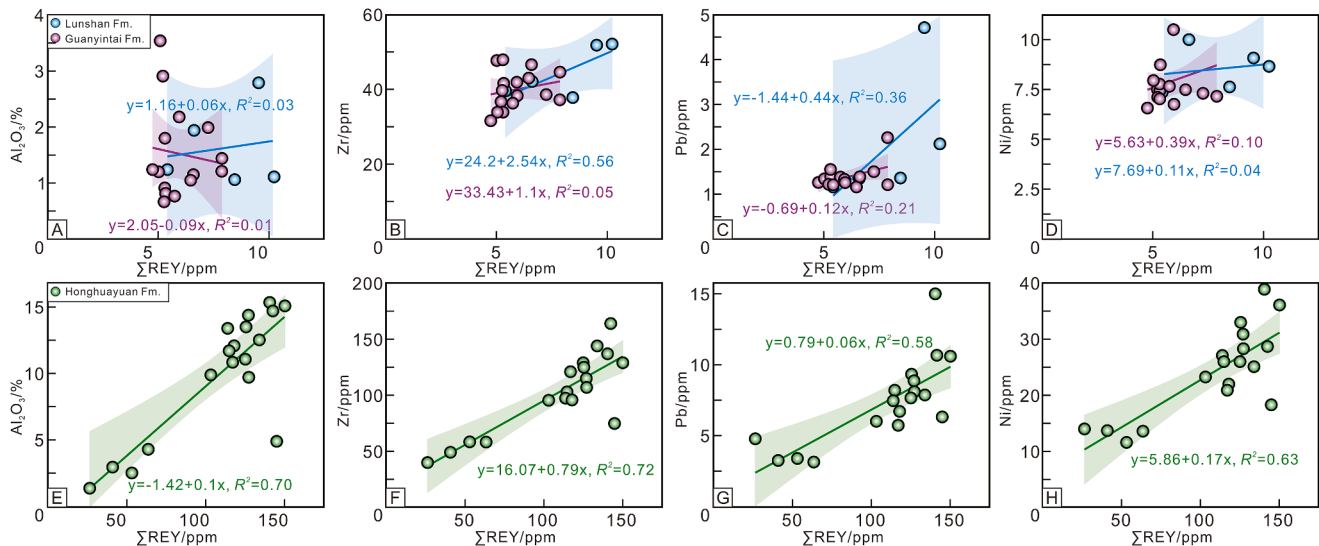 Lunshan Fm.
Guanyintai Fm.
Al₂O₃/%
4
3
2
1
0
y=1.16+0.06x, R²=0.03
y=2.05-0.09x, R²=0.01
A
5
10
∑REY/ppm
Zr/ppm
60
40
20
0
y=24.2+2.54x, R²=0.56
y=33.43+1.1x, R²=0.05
B
5
10
∑REY/ppm
Pb/ppm
5
4
3
2
1
0
y=-1.44+0.44x, R²=0.36
y=-0.69+0.12x, R²=0.21
C
5
10
∑REY/ppm
Ni/ppm
10
7.5
5
2.5
0
y=5.63+0.39x, R²=0.10
y=7.69+0.11x, R²=0.04
D
5
10
∑REY/ppm
Honghuayuan Fm.
Al₂O₃/%
15
10
5
0
y=-1.42+0.1x, R²=0.70
E
50
100
150
∑REY/ppm
Zr/ppm
200
150
100
50
0
y=16.07+0.79x, R²=0.72
F
50
100
150
∑REY/ppm
Pb/ppm
15
10
5
0
y=0.79+0.06x, R²=0.58
G
50
100
150
∑REY/ppm
Ni/ppm
40
30
20
10
0
y=5.86+0.17x, R²=0.63
H
50
100
150
∑REY/ppm